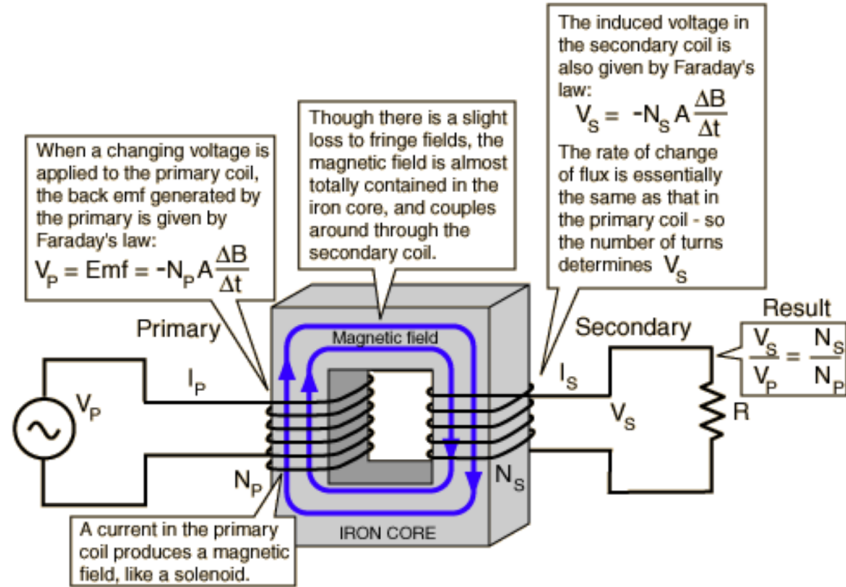 When a changing voltage is
applied to the primary coil,
the back emf generated by
the primary is given by
Faraday's law:
V_P = Emf = -N_P A ΔB/Δt
Though there is a slight
loss to fringe fields, the
magnetic field is almost
totally contained in the
iron core, and couples
around through the
secondary coil.
The induced voltage in
the secondary coil is
also given by Faraday's
law:
V_S = -N_S A ΔB/Δt
The rate of change
of flux is essentially
the same as that in
the primary coil - so
the number of turns
determines V_S
Primary
Magnetic field
Secondary
Result
V_S/V_P = N_S/N_P
I_P
I_S
V_P
V_S
R
N_P
N_S
A current in the primary
coil produces a magnetic
field, like a solenoid.
IRON CORE